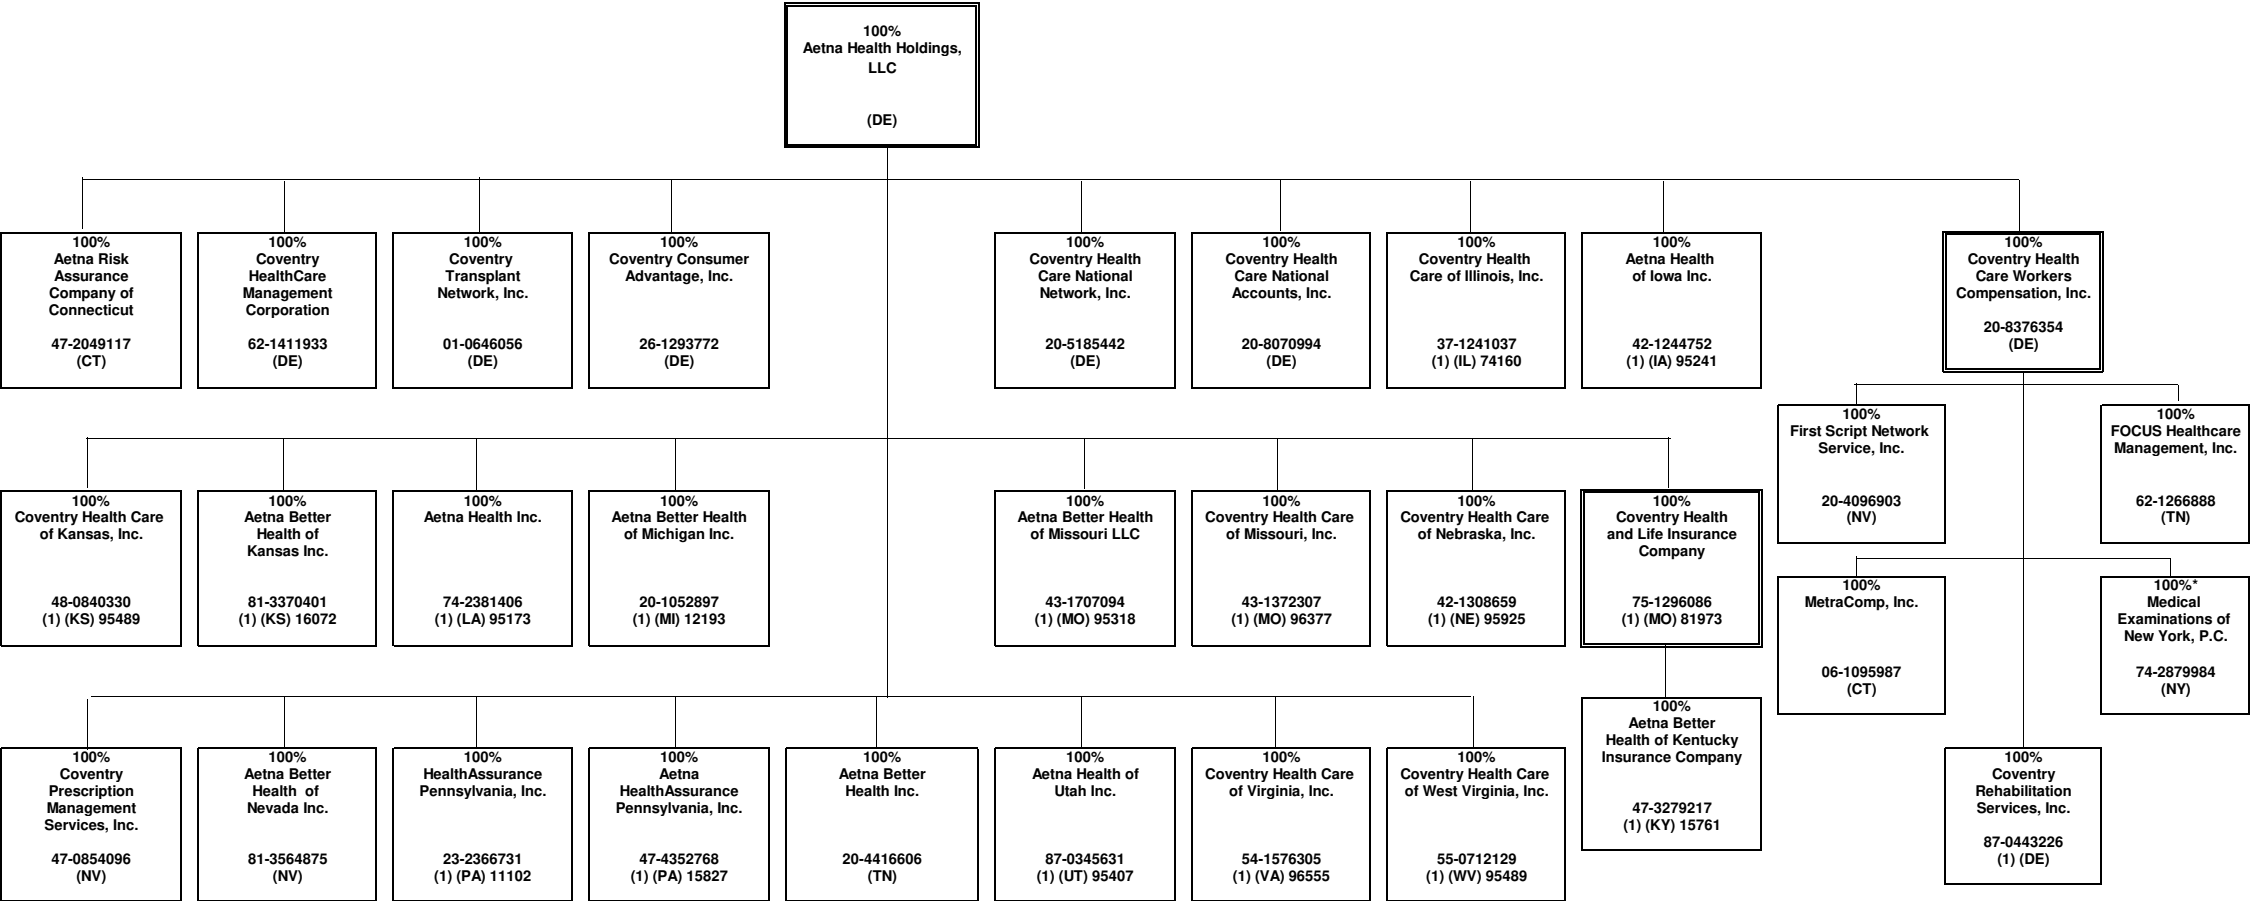 100%
Aetna Health Holdings,
LLC
(DE)
100%
Aetna Risk
Assurance
Company of
Connecticut
47-2049117
(CT)
100%
Coventry
HealthCare
Management
Corporation
62-1411933
(DE)
100%
Coventry
Transplant
Network, Inc.
01-0646056
(DE)
100%
Coventry Consumer
Advantage, Inc.
26-1293772
(DE)
100%
Coventry Health
Care National
Network, Inc.
20-5185442
(DE)
100%
Coventry Health
Care National
Accounts, Inc.
20-8070994
(DE)
100%
Coventry Health
Care of Illinois, Inc.
37-1241037
(1) (IL) 74160
100%
Aetna Health
of Iowa Inc.
42-1244752
(1) (IA) 95241
100%
Coventry Health
Care Workers
Compensation, Inc.
20-8376354
(DE)
100%
First Script Network
Service, Inc.
20-4096903
(NV)
100%
FOCUS Healthcare
Management, Inc.
62-1266888
(TN)
100%
Coventry Health Care
of Kansas, Inc.
48-0840330
(1) (KS) 95489
100%
Aetna Better
Health of
Kansas Inc.
81-3370401
(1) (KS) 16072
100%
Aetna Health Inc.
74-2381406
(1) (LA) 95173
100%
Aetna Better Health
of Michigan Inc.
20-1052897
(1) (MI) 12193
100%
Aetna Better Health
of Missouri LLC
43-1707094
(1) (MO) 95318
100%
Coventry Health Care
of Missouri, Inc.
43-1372307
(1) (MO) 96377
100%
Coventry Health Care
of Nebraska, Inc.
42-1308659
(1) (NE) 95925
100%
Coventry Health
and Life Insurance
Company
75-1296086
(1) (MO) 81973
100%
MetraComp, Inc.
06-1095987
(CT)
100%*
Medical
Examinations of
New York, P.C.
74-2879984
(NY)
100%
Coventry
Prescription
Management
Services, Inc.
47-0854096
(NV)
100%
Aetna Better
Health of
Nevada Inc.
81-3564875
(NV)
100%
HealthAssurance
Pennsylvania, Inc.
23-2366731
(1) (PA) 11102
100%
Aetna
HealthAssurance
Pennsylvania, Inc.
47-4352768
(1) (PA) 15827
100%
Aetna Better
Health Inc.
20-4416606
(TN)
100%
Aetna Health of
Utah Inc.
87-0345631
(1) (UT) 95407
100%
Coventry Health Care
of Virginia, Inc.
54-1576305
(1) (VA) 96555
100%
Coventry Health Care
of West Virginia, Inc.
55-0712129
(1) (WV) 95489
100%
Aetna Better
Health of Kentucky
Insurance Company
47-3279217
(1) (KY) 15761
100%
Coventry
Rehabilitation
Services, Inc.
87-0443226
(1) (DE)